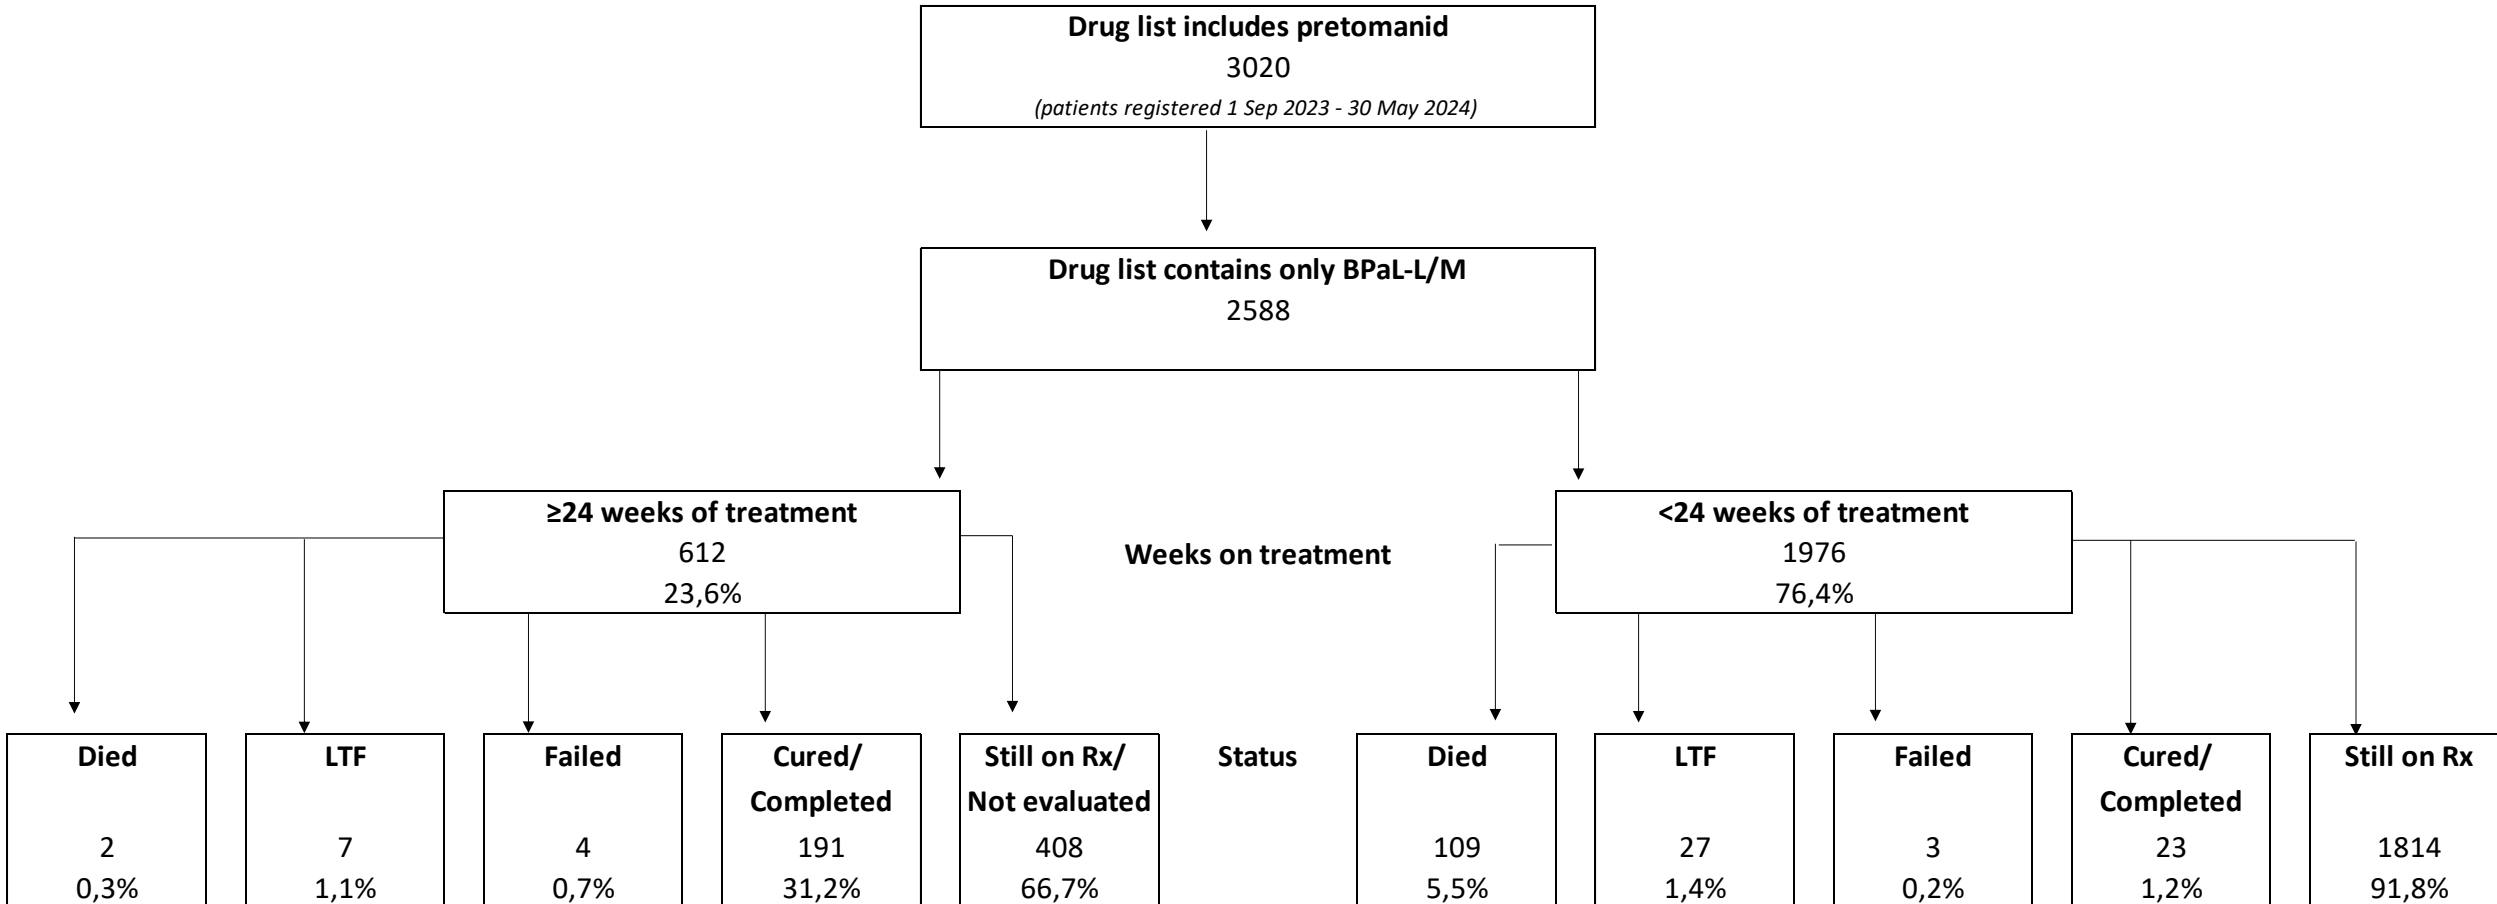 Drug list includes pretomanid
3020
(patients registered 1 Sep 2023 - 30 May 2024)
Drug list contains only BPaL-L/M
2588
≥24 weeks of treatment
612
23,6%
Weeks on treatment
<24 weeks of treatment
1976
76,4%
Died
2
0,3%
LTF
7
1,1%
Failed
4
0,7%
Cured/
Completed
191
31,2%
Still on Rx/
Not evaluated
408
66,7%
Status
Died
109
5,5%
LTF
27
1,4%
Failed
3
0,2%
Cured/
Completed
23
1,2%
Still on Rx
1814
91,8%